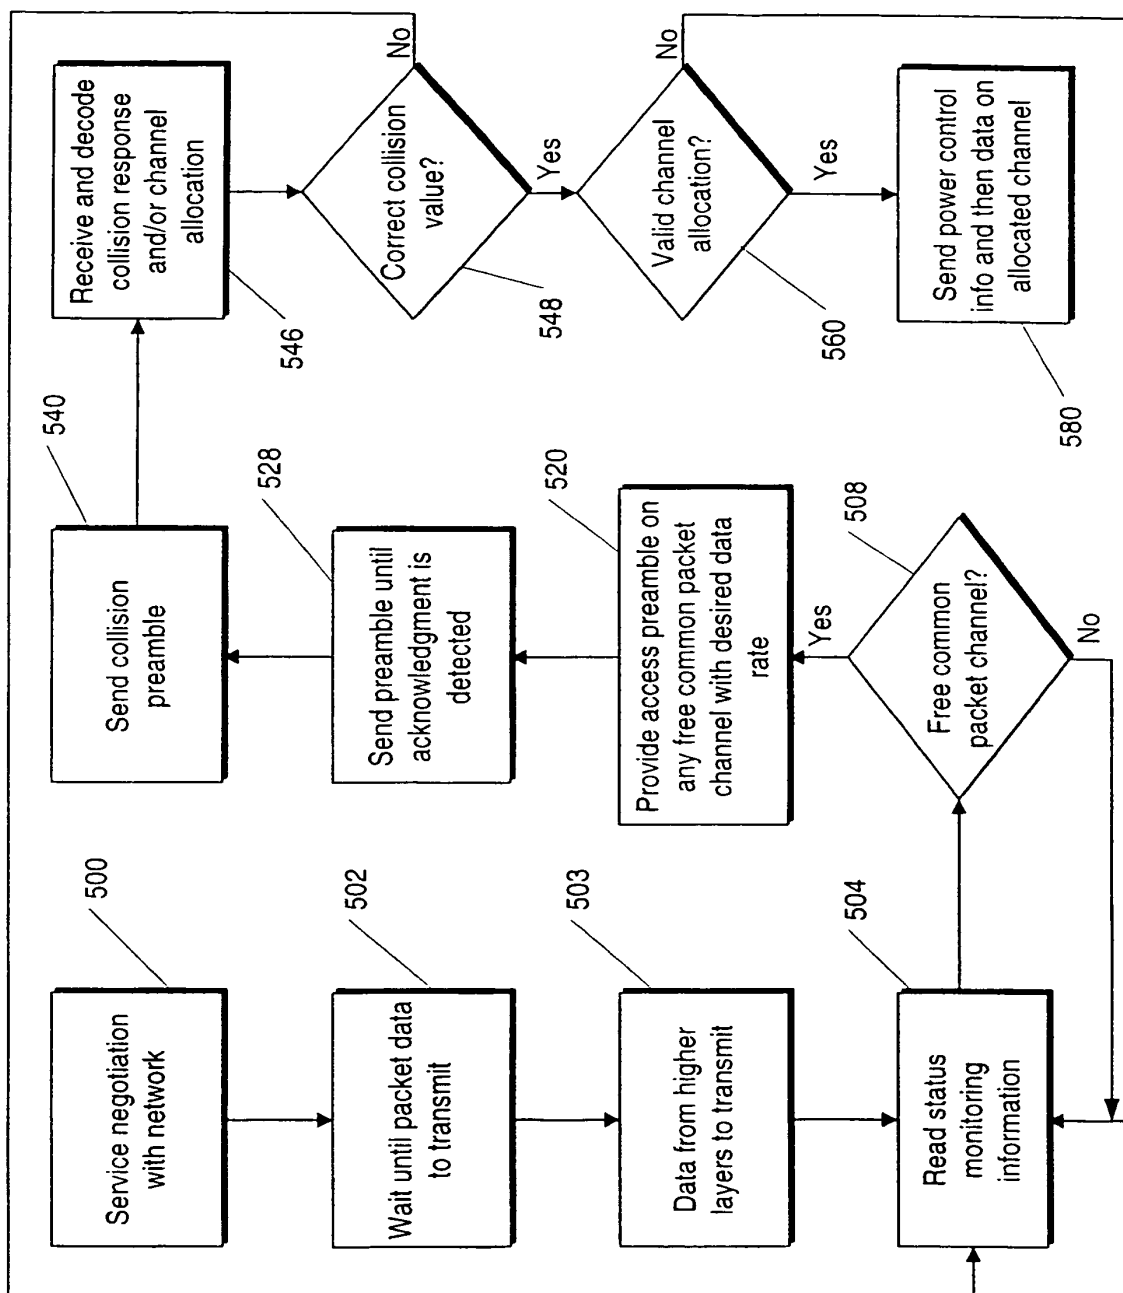 500
Service negotiation
with network
502
Wait until packet data
to transmit
503
Data from higher
layers to transmit
504
Read status
monitoring
information
508
Free common
packet channel?
No
Yes
520
Provide access preamble on
any free common packet
channel with desired data
rate
528
Send preamble until
acknowledgment is
detected
540
Send collision
preamble
546
Receive and decode
collision response
and/or channel
allocation
548
Correct collision
value?
No
Yes
560
Valid channel
allocation?
No
Yes
580
Send power control
info and then data on
allocated channel